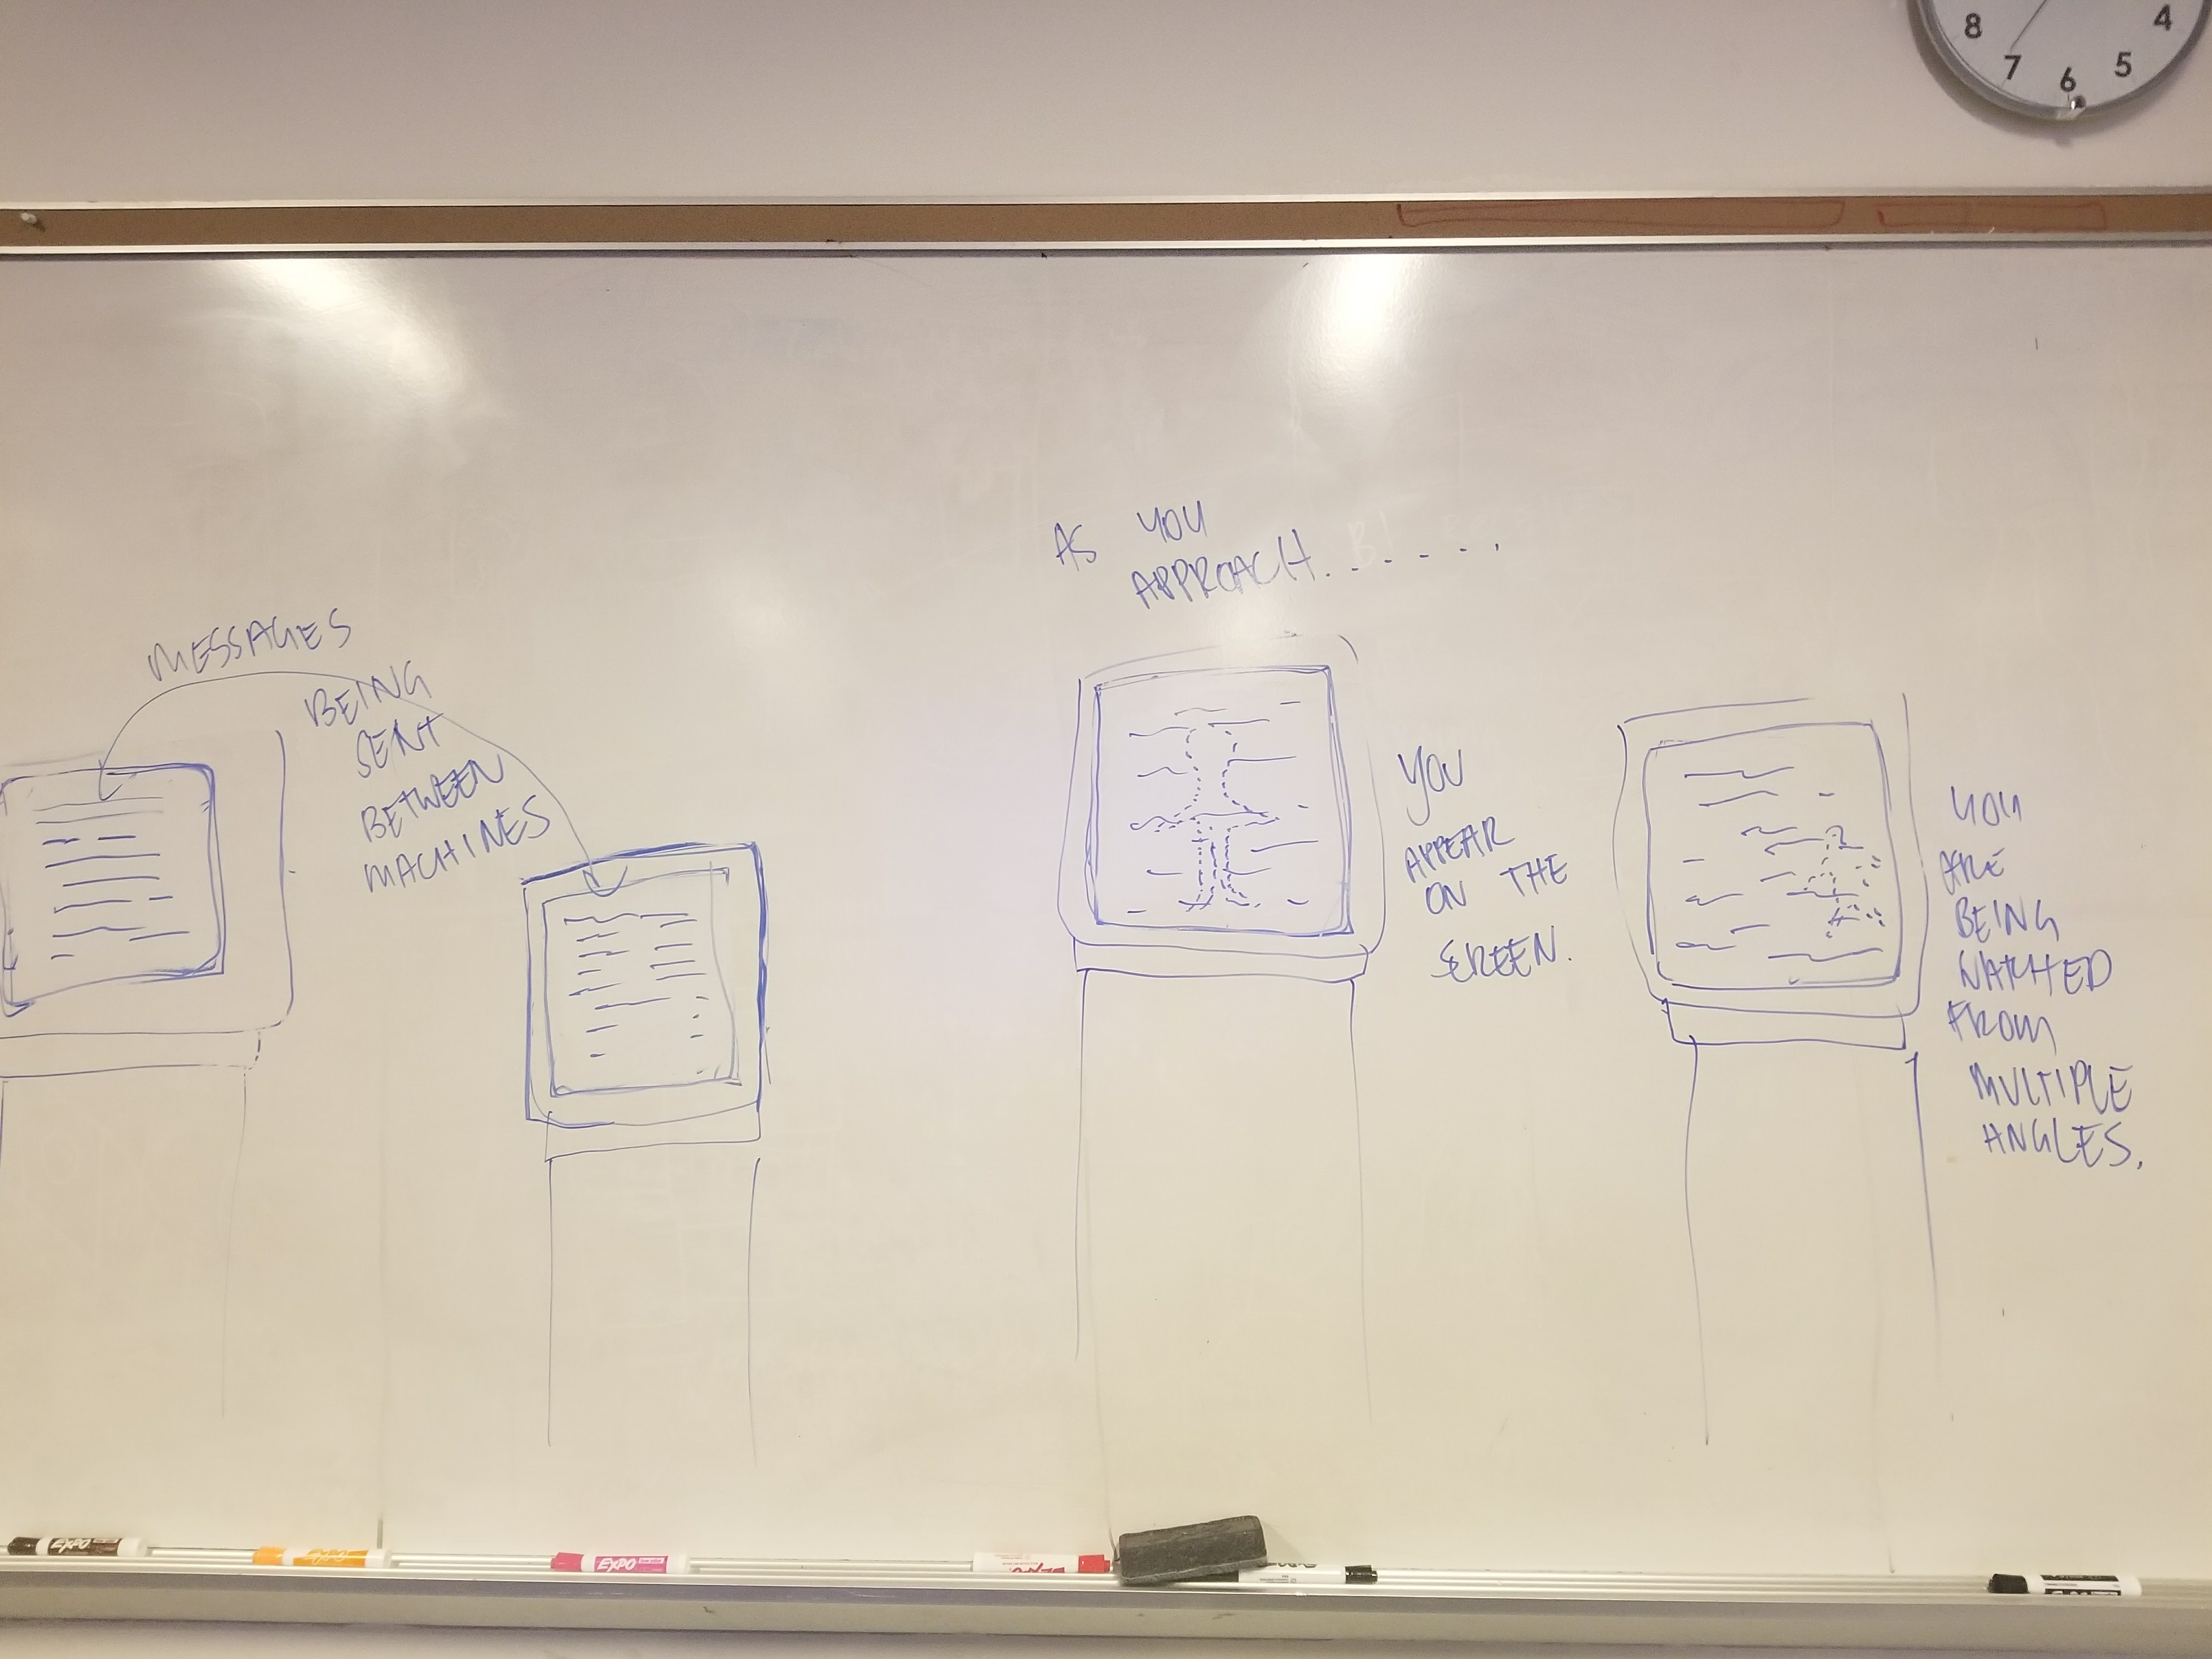 8
7
6
5
4
AS YOU
APPROACH.......
MESSAGES
BEING
SENT
BETWEEN
MACHINES
YOU
APPEAR
ON THE
SCREEN.
YOU
ARE
BEING
WATCHED
FROM
MULTIPLE
ANGLES.
EXPO
EXPO
EXPO
EXPO